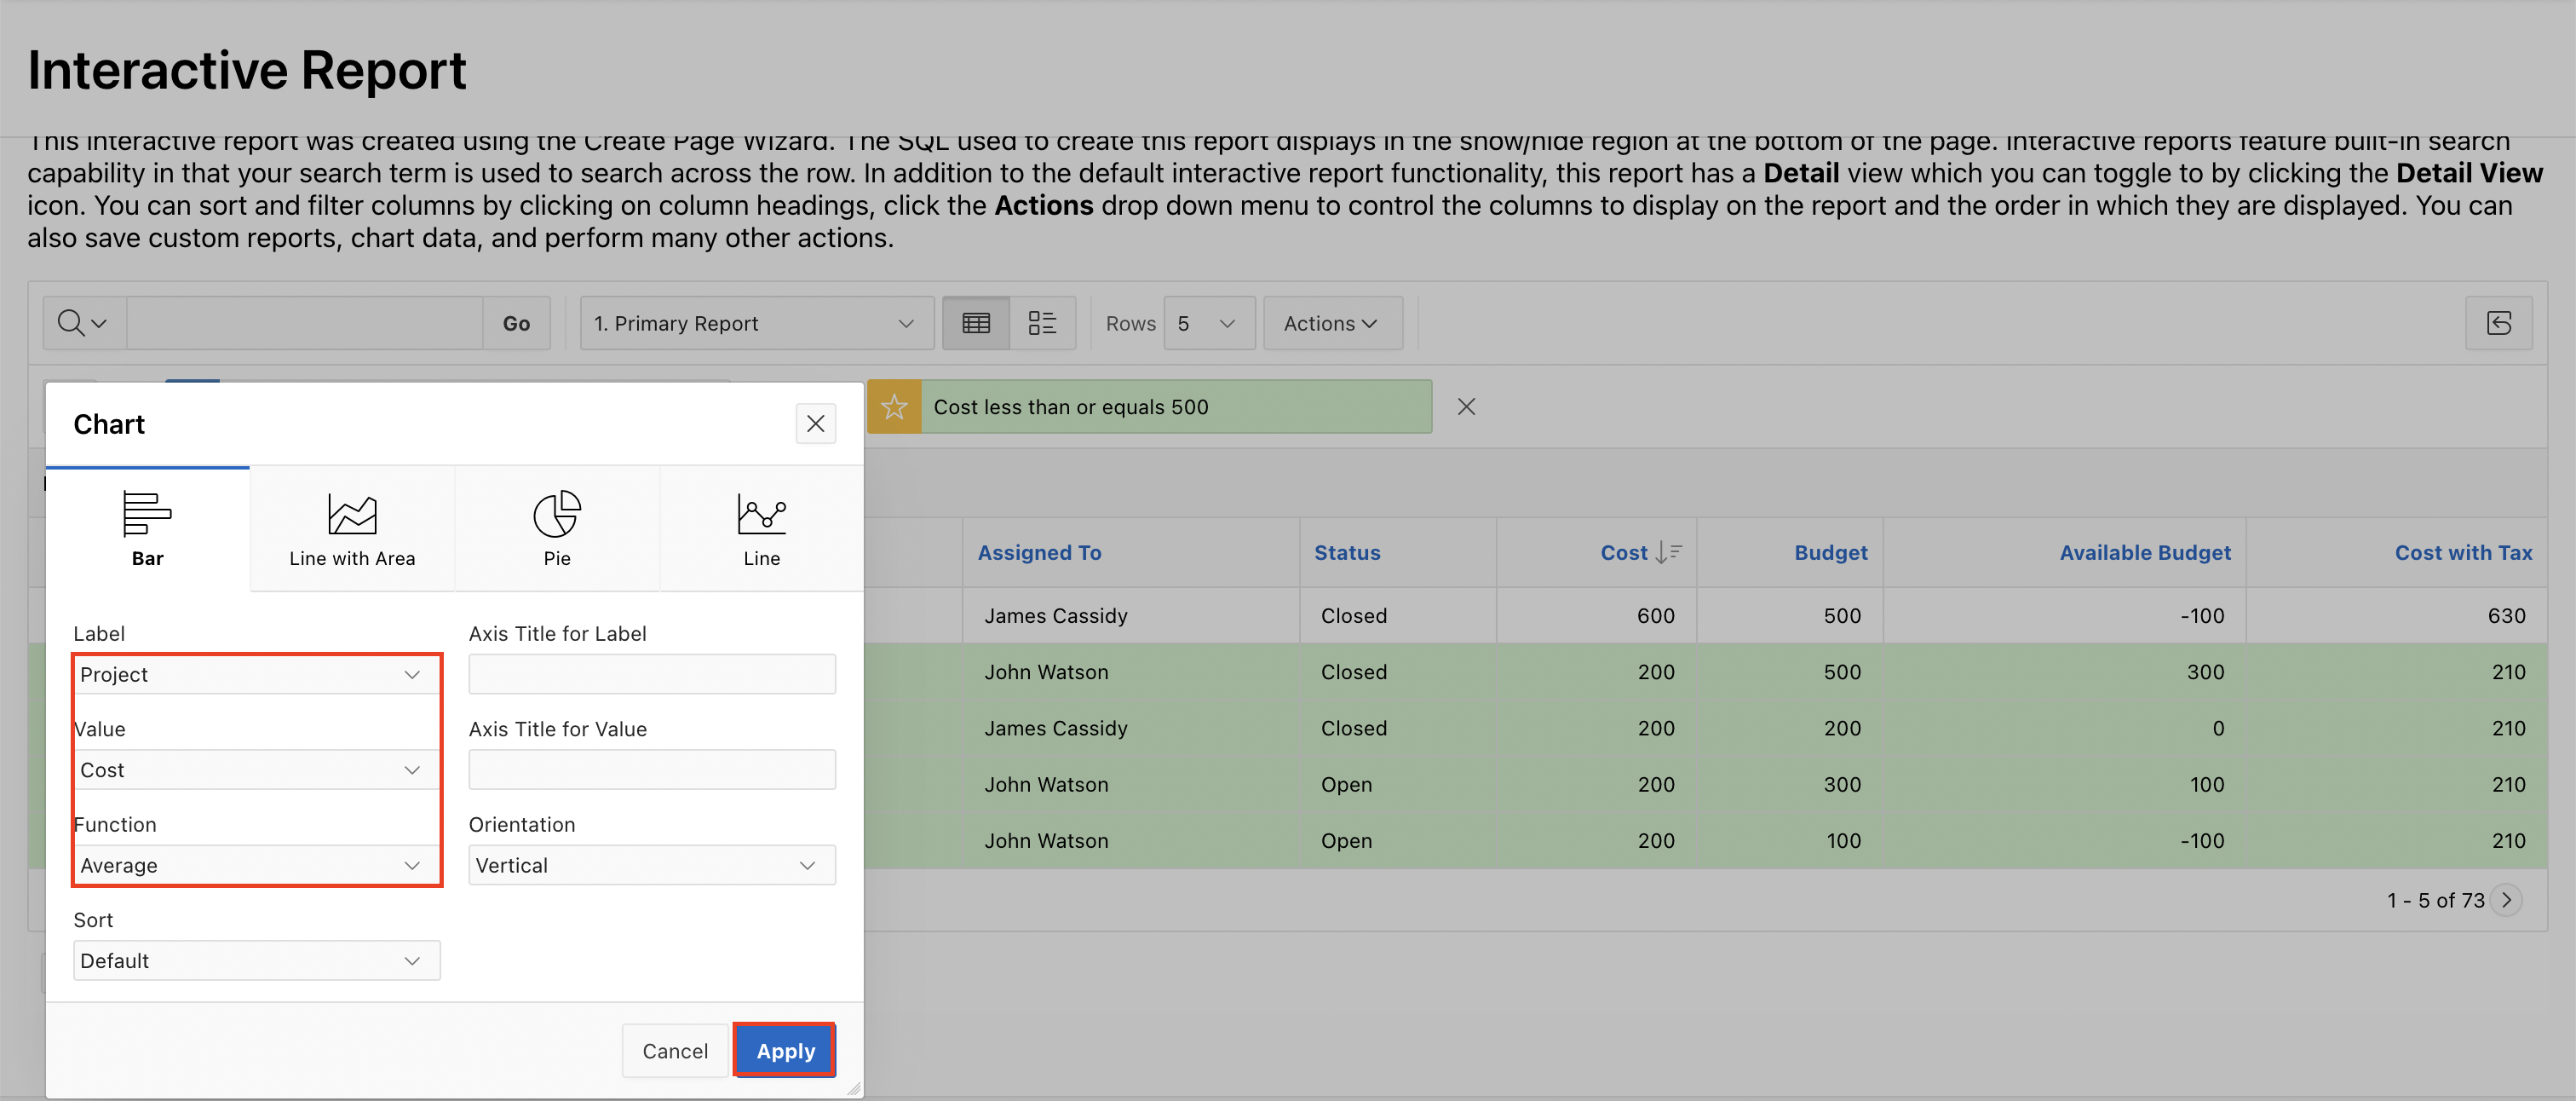 Interactive Report
This interactive report was created using the Create Page Wizard. The SQL used to create this report displays in the show/hide region at the bottom of the page. Interactive reports feature built-in search
capability in that your search term is used to search across the row. In addition to the default interactive report functionality, this report has a Detail view which you can toggle to by clicking the Detail View
icon. You can sort and filter columns by clicking on column headings, click the Actions drop down menu to control the columns to display on the report and the order in which they are displayed. You can
also save custom reports, chart data, and perform many other actions.
Go 1. Primary Report Rows 5 Actions
Cost less than or equals 500
Chart
Bar Line with Area Pie Line
Label Axis Title for Label
Project
Value Axis Title for Value
Cost
Function Orientation
Average Vertical
Sort
Default
Cancel Apply
Assigned To Status Cost Budget Available Budget Cost with Tax
James Cassidy Closed 600 500 -100 630
John Watson Closed 200 500 300 210
James Cassidy Closed 200 200 0 210
John Watson Open 200 300 100 210
John Watson Open 200 100 -100 210
1 - 5 of 73